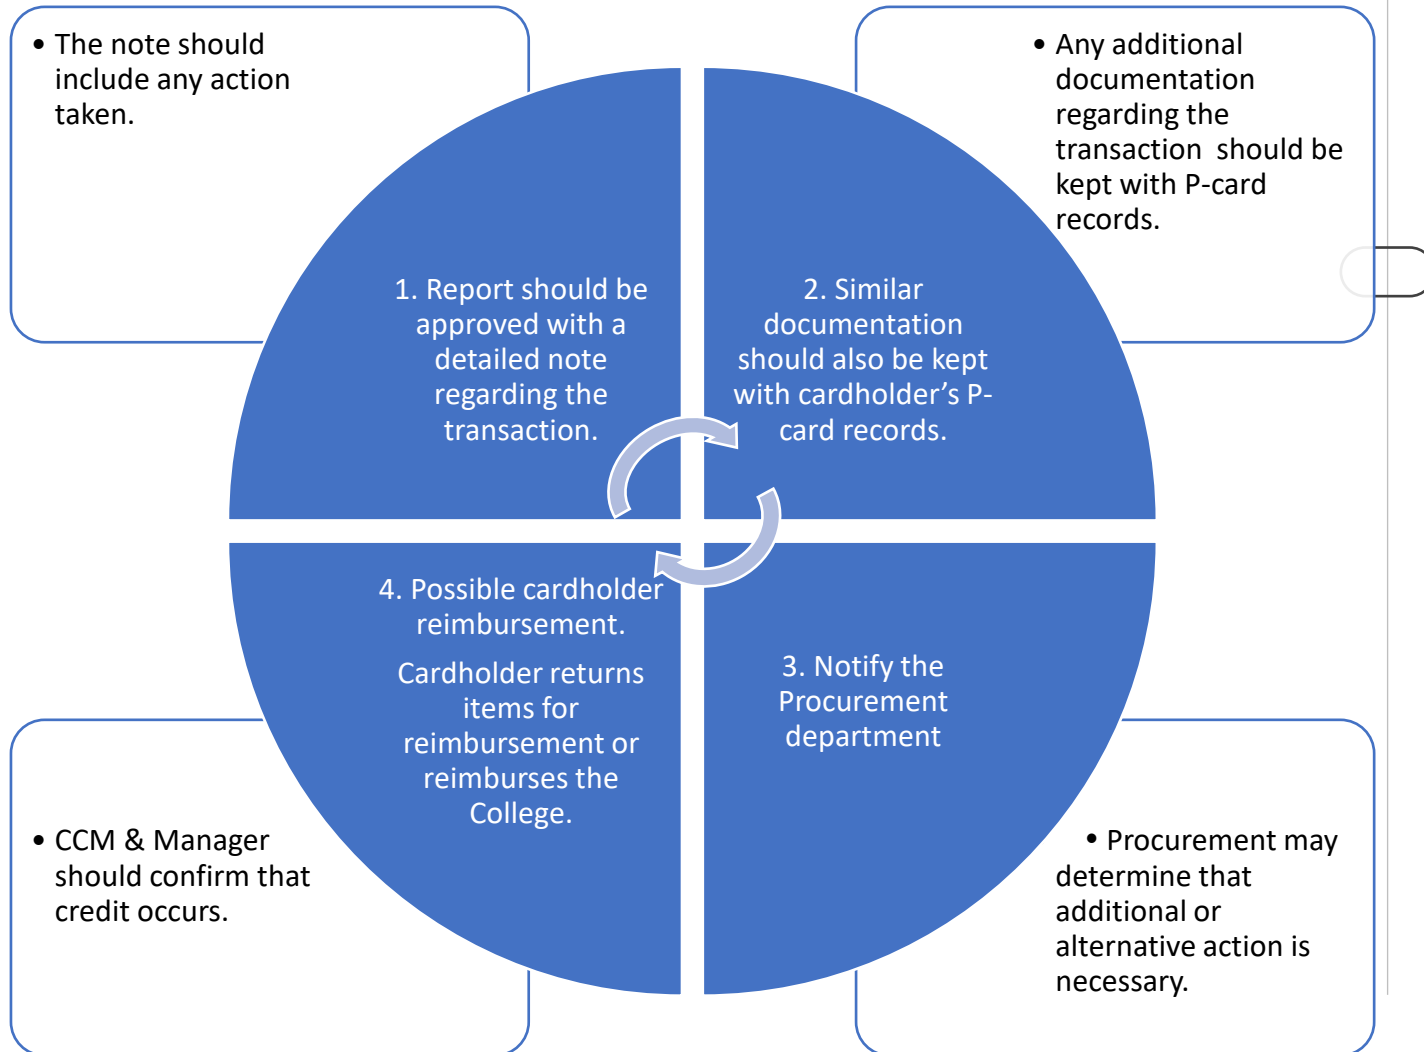 • The note should
include any action
taken.
• Any additional
documentation
regarding the
transaction  should be
kept with P-card
records.
1. Report should be
approved with a
detailed note
regarding the
transaction.
2. Similar
documentation
should also be kept
with cardholder’s P-
card records.
3. Notify the
Procurement
department
4. Possible cardholder
reimbursement.
Cardholder returns
items for
reimbursement or
reimburses the
College.
• CCM & Manager
should confirm that
credit occurs.
• Procurement may
determine that
additional or
alternative action is
necessary.